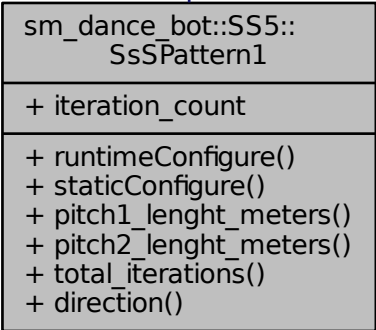 sm_dance_bot::SS5::
SsSPattern1
+ iteration_count
+ runtimeConfigure()
+ staticConfigure()
+ pitch1_lenght_meters()
+ pitch2_lenght_meters()
+ total_iterations()
+ direction()